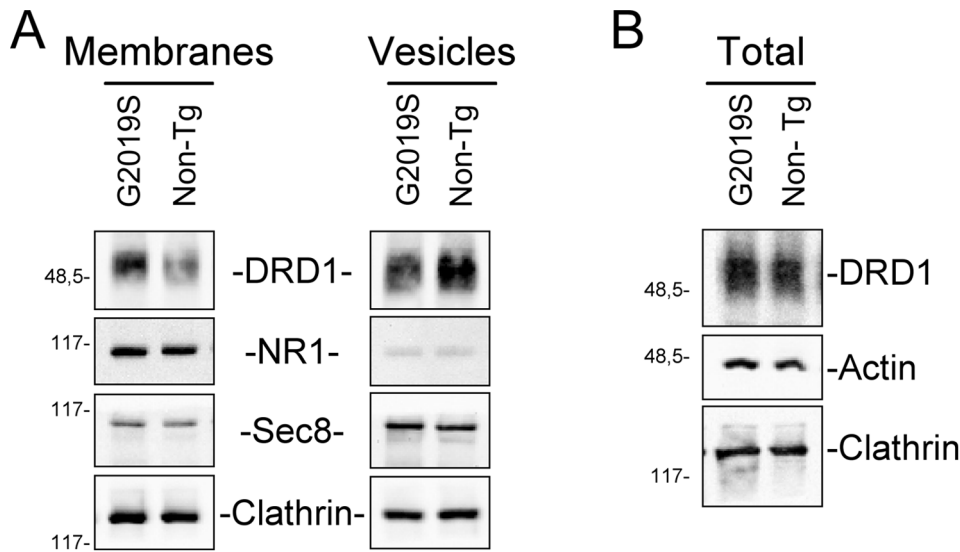 A
Membranes
Vesicles
G2019S
Non-Tg
G2019S
Non-Tg
48,5-
-DRD1-
117-
-NR1-
117-
-Sec8-
-Clathrin-
117-
B
Total
G2019S
Non- Tg
-DRD1
48,5-
48,5-
-Actin
-Clathrin
117-